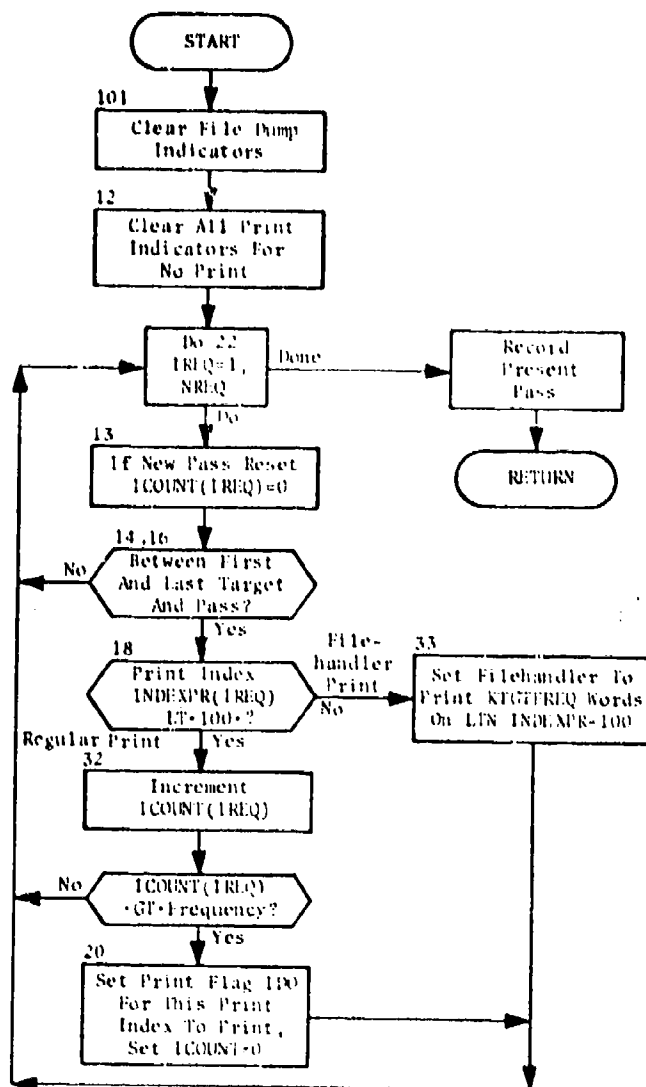 START
101
Clear File Dump
Indicators
12
Clear All Print
Indicators For
No Print
Do 22
IREQ=1,
NREQ
Done
Record
Present
Pass
Do
RETURN
13
If New Pass Reset
ICOUNT(IREQ)=0
14,16
Between First
And Last Target
And Pass?
No
Yes
18
Print Index
INDEXPR(IREQ)
LT·100·?
File-
handler
Print
No
33
Set Filehandler To
Print KTGTFREQ Words
On LTN INDEXPR-100
Regular Print
Yes
32
Increment
ICOUNT(IREQ)
ICOUNT(IREQ)
·GT·Frequency?
No
Yes
20
Set Print Flag IDO
For This Print
Index To Print,
Set ICOUNT=0